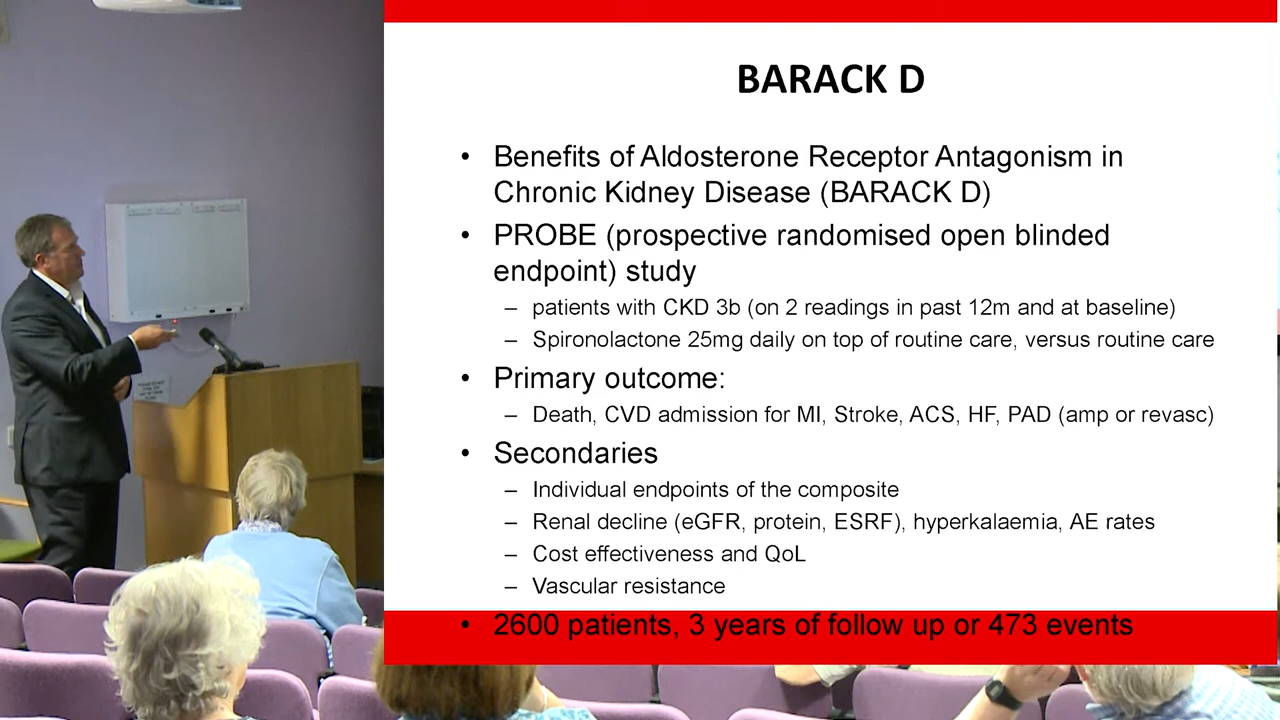 BARACK D
• Benefits of Aldosterone Receptor Antagonism in
Chronic Kidney Disease (BARACK D)
• PROBE (prospective randomised open blinded
endpoint) study
– patients with CKD 3b (on 2 readings in past 12m and at baseline)
– Spironolactone 25mg daily on top of routine care, versus routine care
• Primary outcome:
– Death, CVD admission for MI, Stroke, ACS, HF, PAD (amp or revasc)
• Secondaries
– Individual endpoints of the composite
– Renal decline (eGFR, protein, ESRF), hyperkalaemia, AE rates
– Cost effectiveness and QoL
– Vascular resistance
• 2600 patients, 3 years of follow up or 473 events